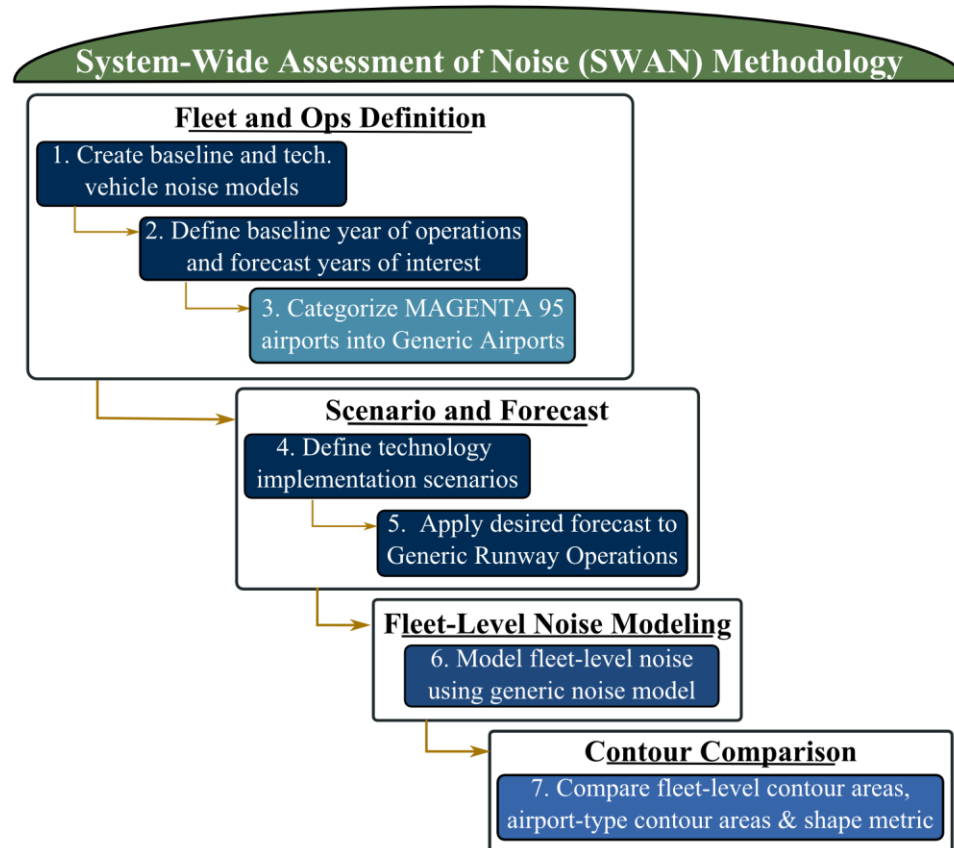 System-Wide Assessment of Noise (SWAN) Methodology
Fleet and Ops Definition
1. Create baseline and tech.
vehicle noise models
2. Define baseline year of operations
and forecast years of interest
3. Categorize MAGENTA 95
airports into Generic Airports
Scenario and Forecast
4. Define technology
implementation scenarios
5. Apply desired forecast to
Generic Runway Operations
Fleet-Level Noise Modeling
6. Model fleet-level noise
using generic noise model
Contour Comparison
7. Compare fleet-level contour areas,
airport-type contour areas & shape metric